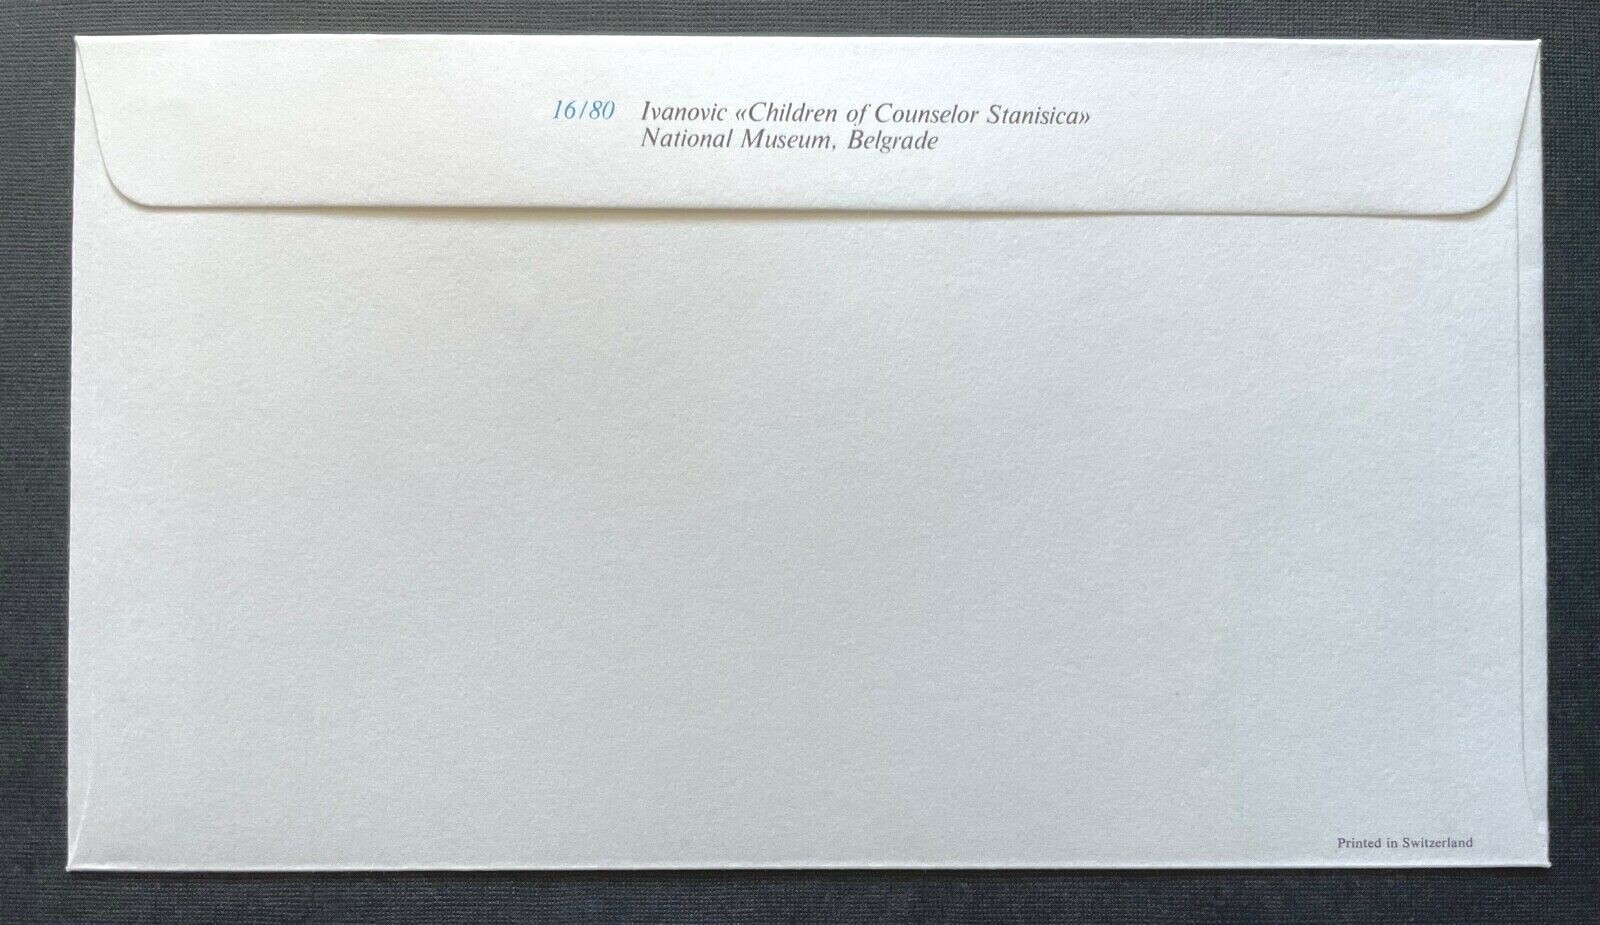 16/80 Ivanovic «Children of Counselor Stanisica»
National Museum, Belgrade
Printed in Switzerland